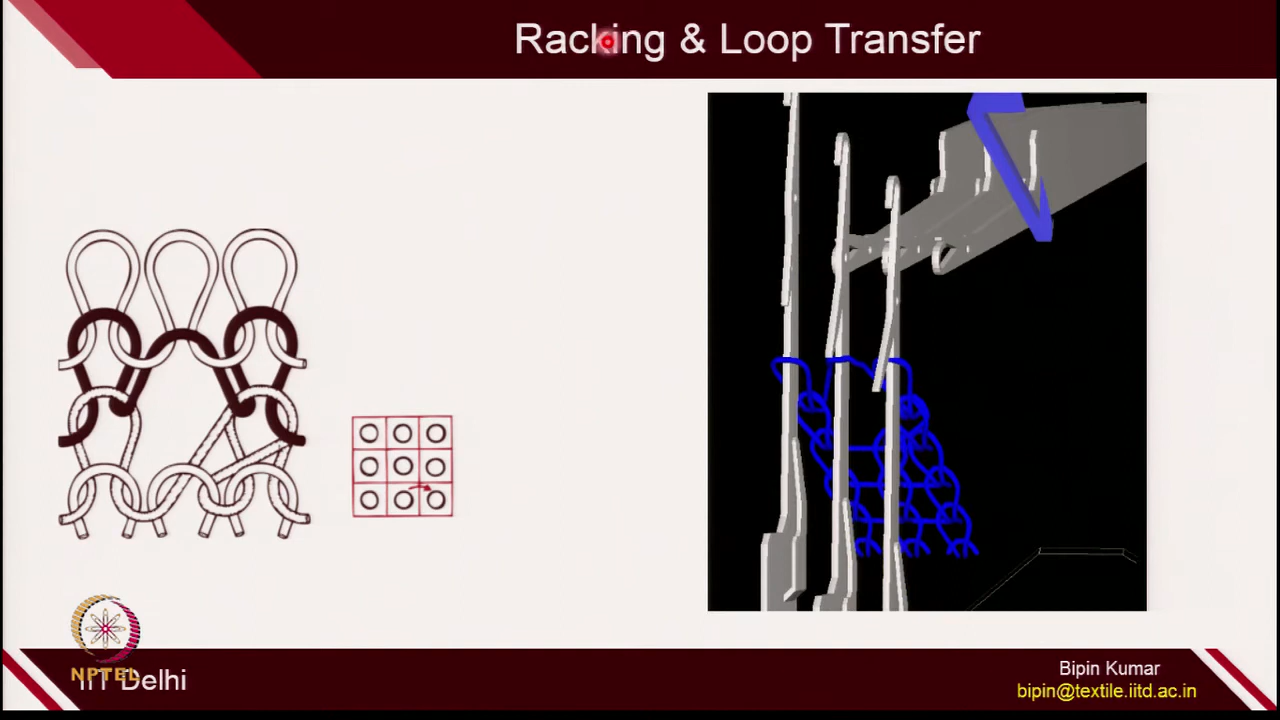 Racking & Loop Transfer
NPTEL
IIT Delhi
Bipin Kumar
bipin@textile.iitd.ac.in